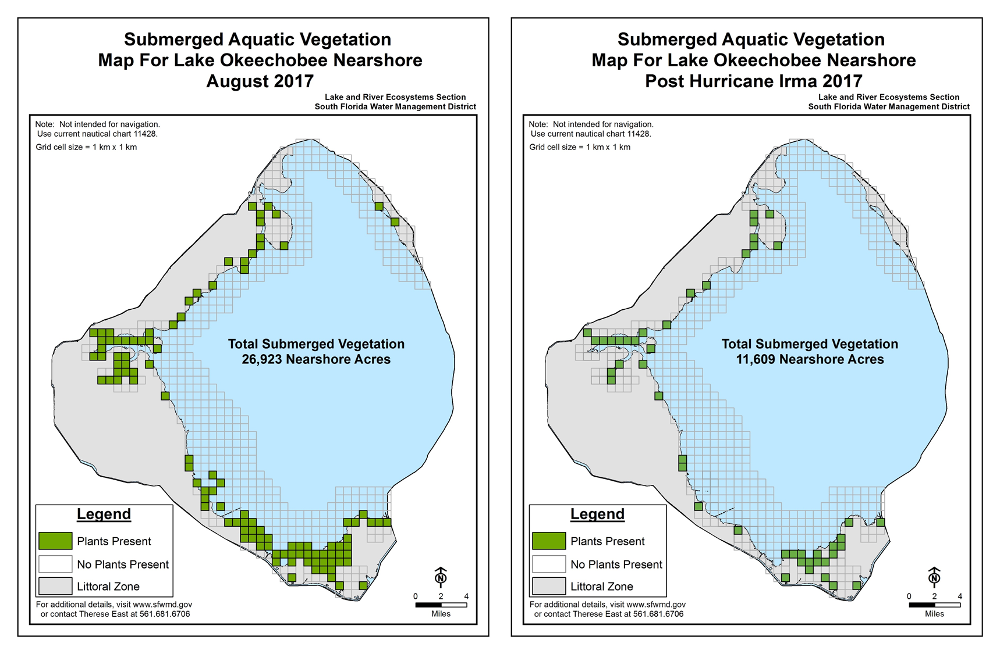 Submerged Aquatic Vegetation
Map For Lake Okeechobee Nearshore
August 2017
Lake and River Ecosystems Section
South Florida Water Management District
Note:  Not intended for navigation.
Use current nautical chart 11428.
Grid cell size = 1 km x 1 km
Total Submerged Vegetation
26,923 Nearshore Acres
Legend
Plants Present
No Plants Present
Littoral Zone
For additional details, visit www.sfwmd.gov
or contact Therese East at 561.681.6706
N
0 2 4
Miles
Submerged Aquatic Vegetation
Map For Lake Okeechobee Nearshore
Post Hurricane Irma 2017
Lake and River Ecosystems Section
South Florida Water Management District
Note:  Not intended for navigation.
Use current nautical chart 11428.
Grid cell size = 1 km x 1 km
Total Submerged Vegetation
11,609 Nearshore Acres
Legend
Plants Present
No Plants Present
Littoral Zone
For additional details, visit www.sfwmd.gov
or contact Therese East at 561.681.6706
N
0 2 4
Miles